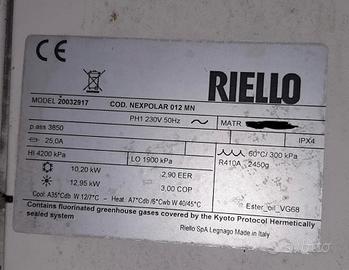 CE
RIELLO
MODEL 20032917 COD. NEXPOLAR 012 MN
PH1 230V 50Hz MATR
p.ass 3850 IPX4
25,0A 60°C/ 300 kPa
HI 4200 kPa LO 1900 kPa R410A 2450g
10,20 kW 2,90 EER
12,95 kW 3,00 COP
Cool: A35°Cdb W 12/7°C - Heat: A7°Cdb /6°Cwb W 40/45°C Ester_oil_VG68
Contains fluorinated greenhouse gases covered by the Kyoto Protocol Hermetically
sealed system
Riello SpA Legnago Made in Italy
subito